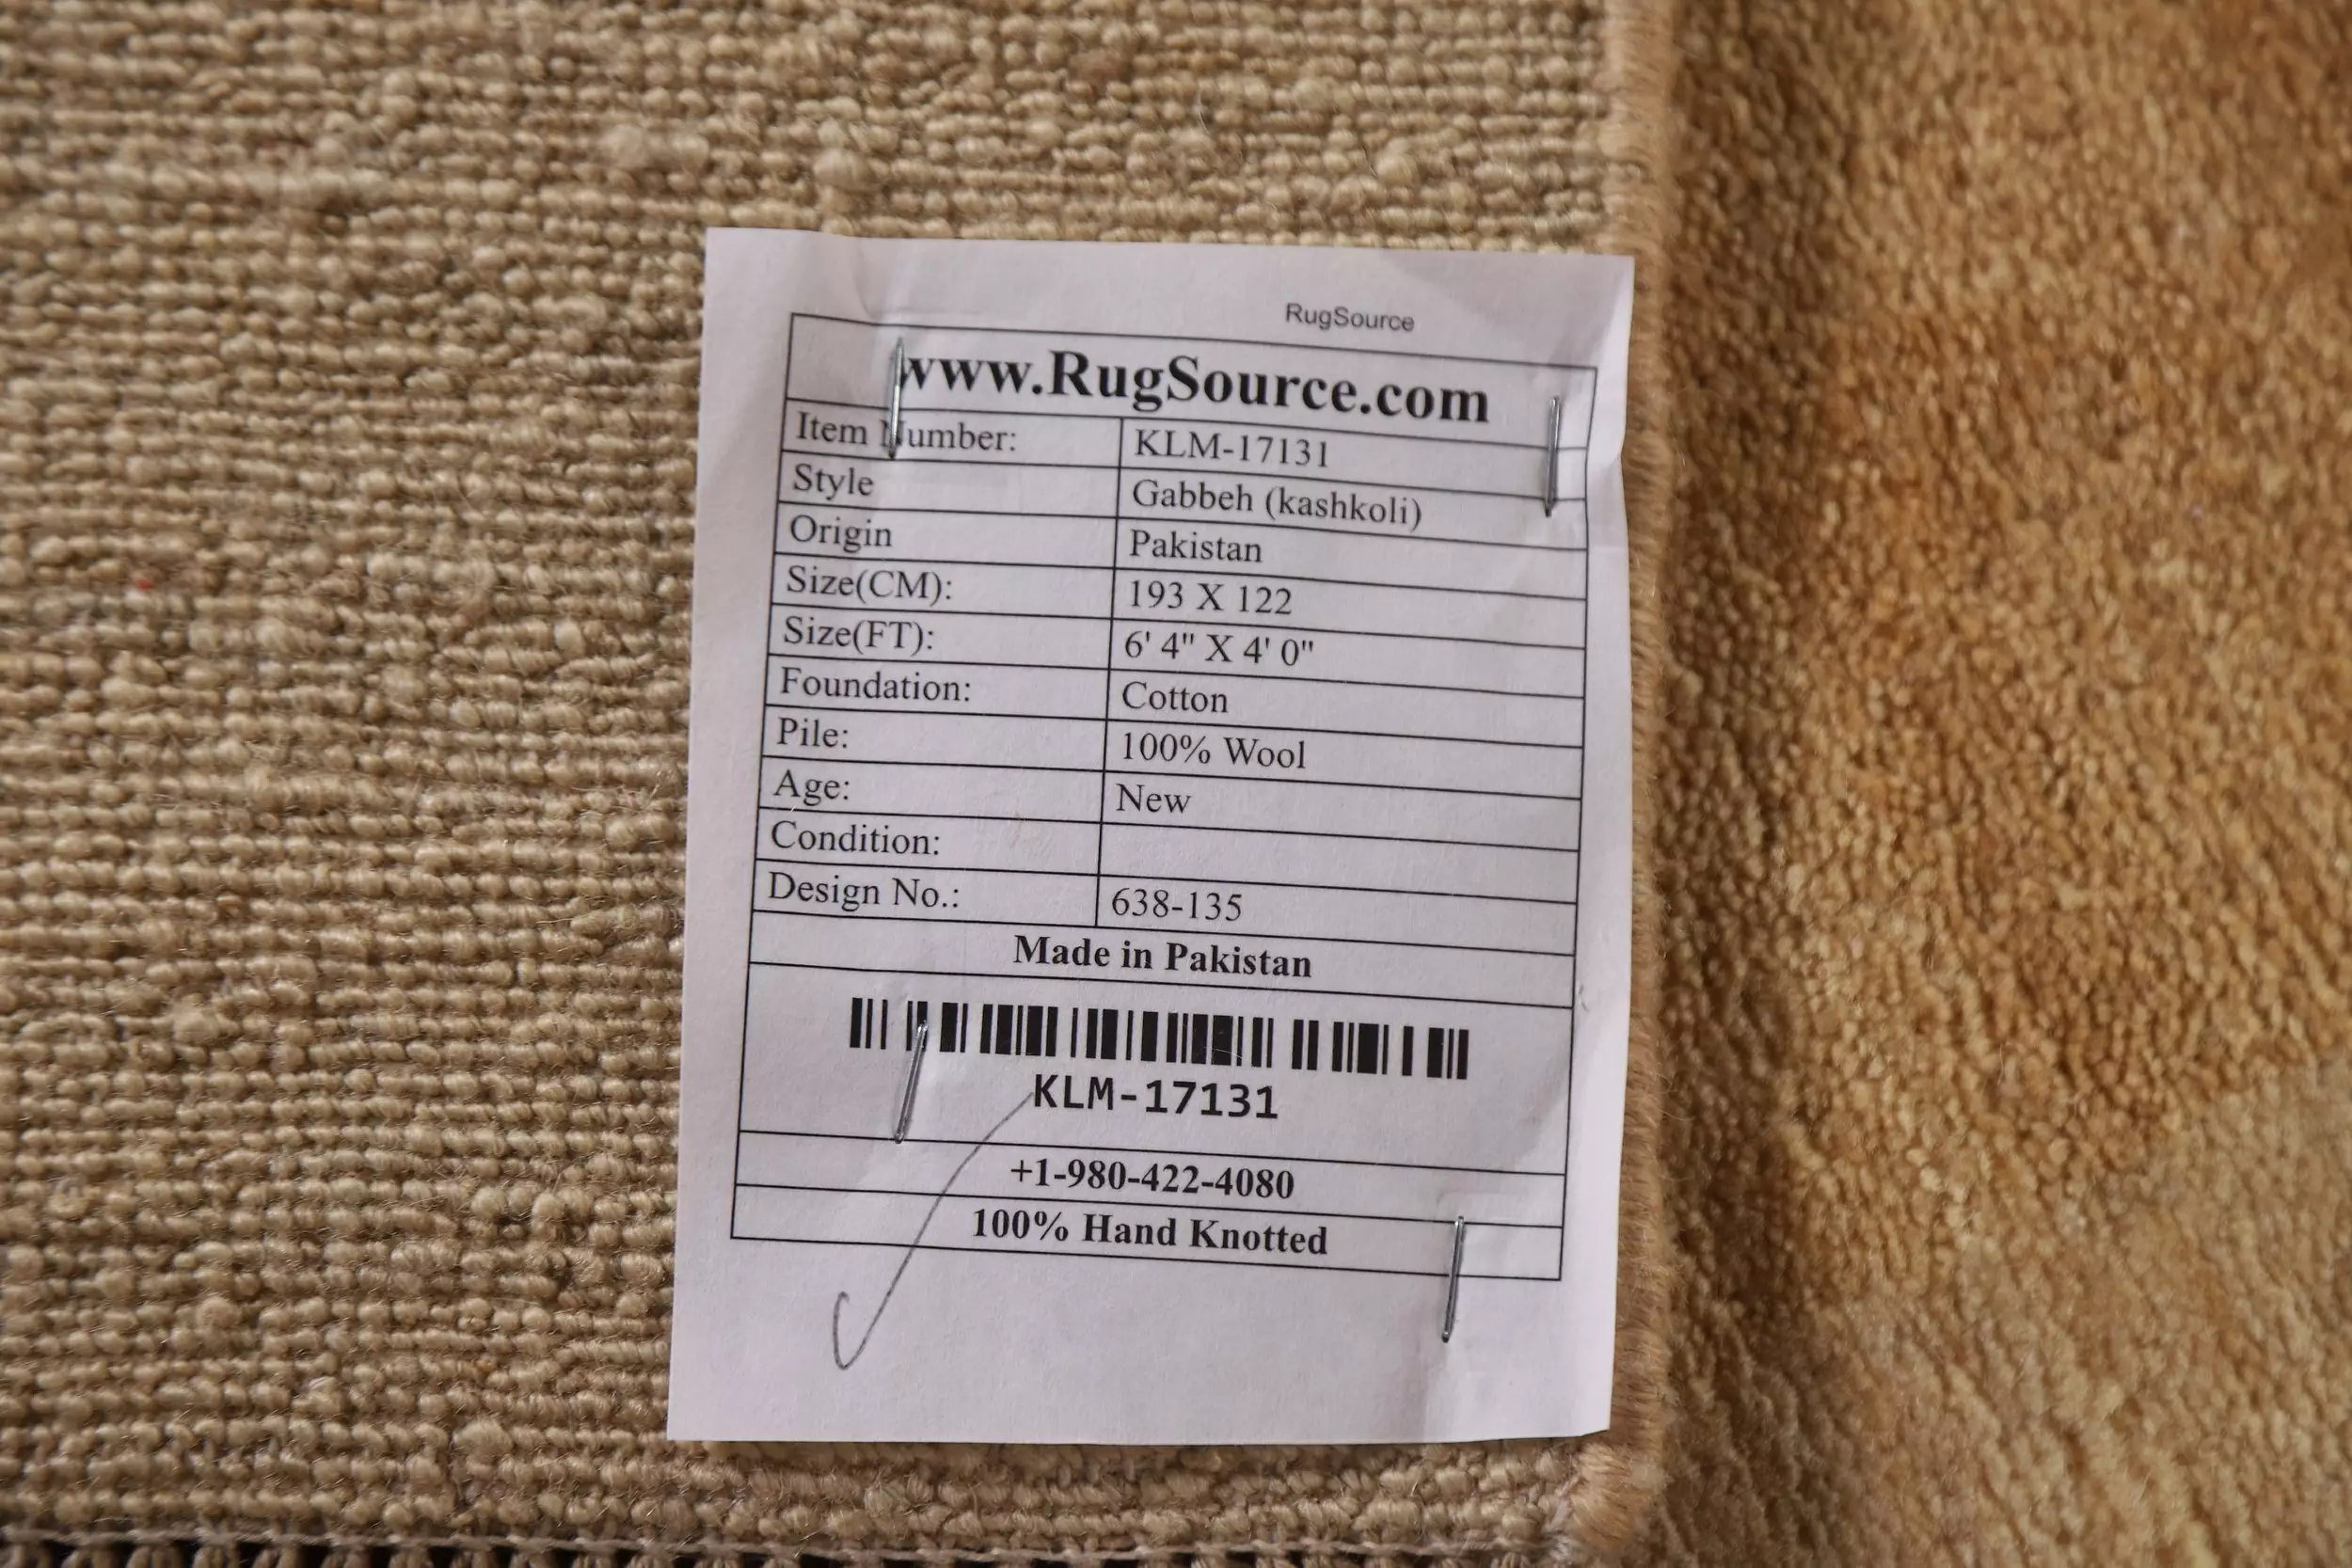 RugSource
www.RugSource.com
Item Number: KLM-17131
Style Gabbeh (kashkoli)
Origin Pakistan
Size(CM): 193 X 122
Size(FT): 6' 4" X 4' 0"
Foundation: Cotton
Pile: 100% Wool
Age: New
Condition:
Design No.: 638-135
Made in Pakistan
KLM-17131
+1-980-422-4080
100% Hand Knotted